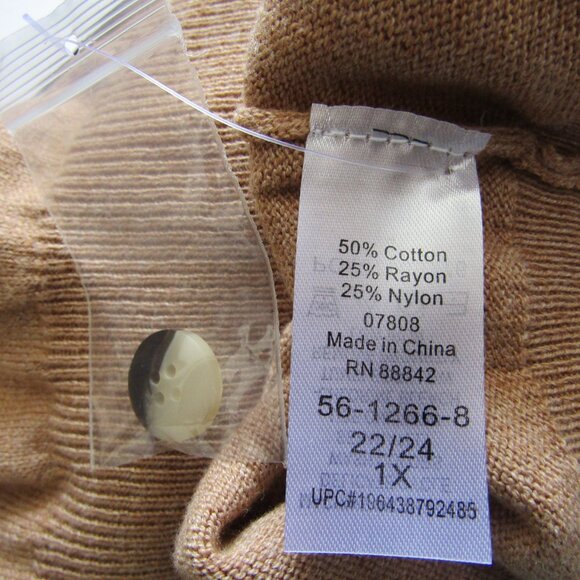 50% Cotton
25% Rayon
25% Nylon
07808
Made in China
RN 88842
56-1266-8
22/24
1X
UPC#196438792485